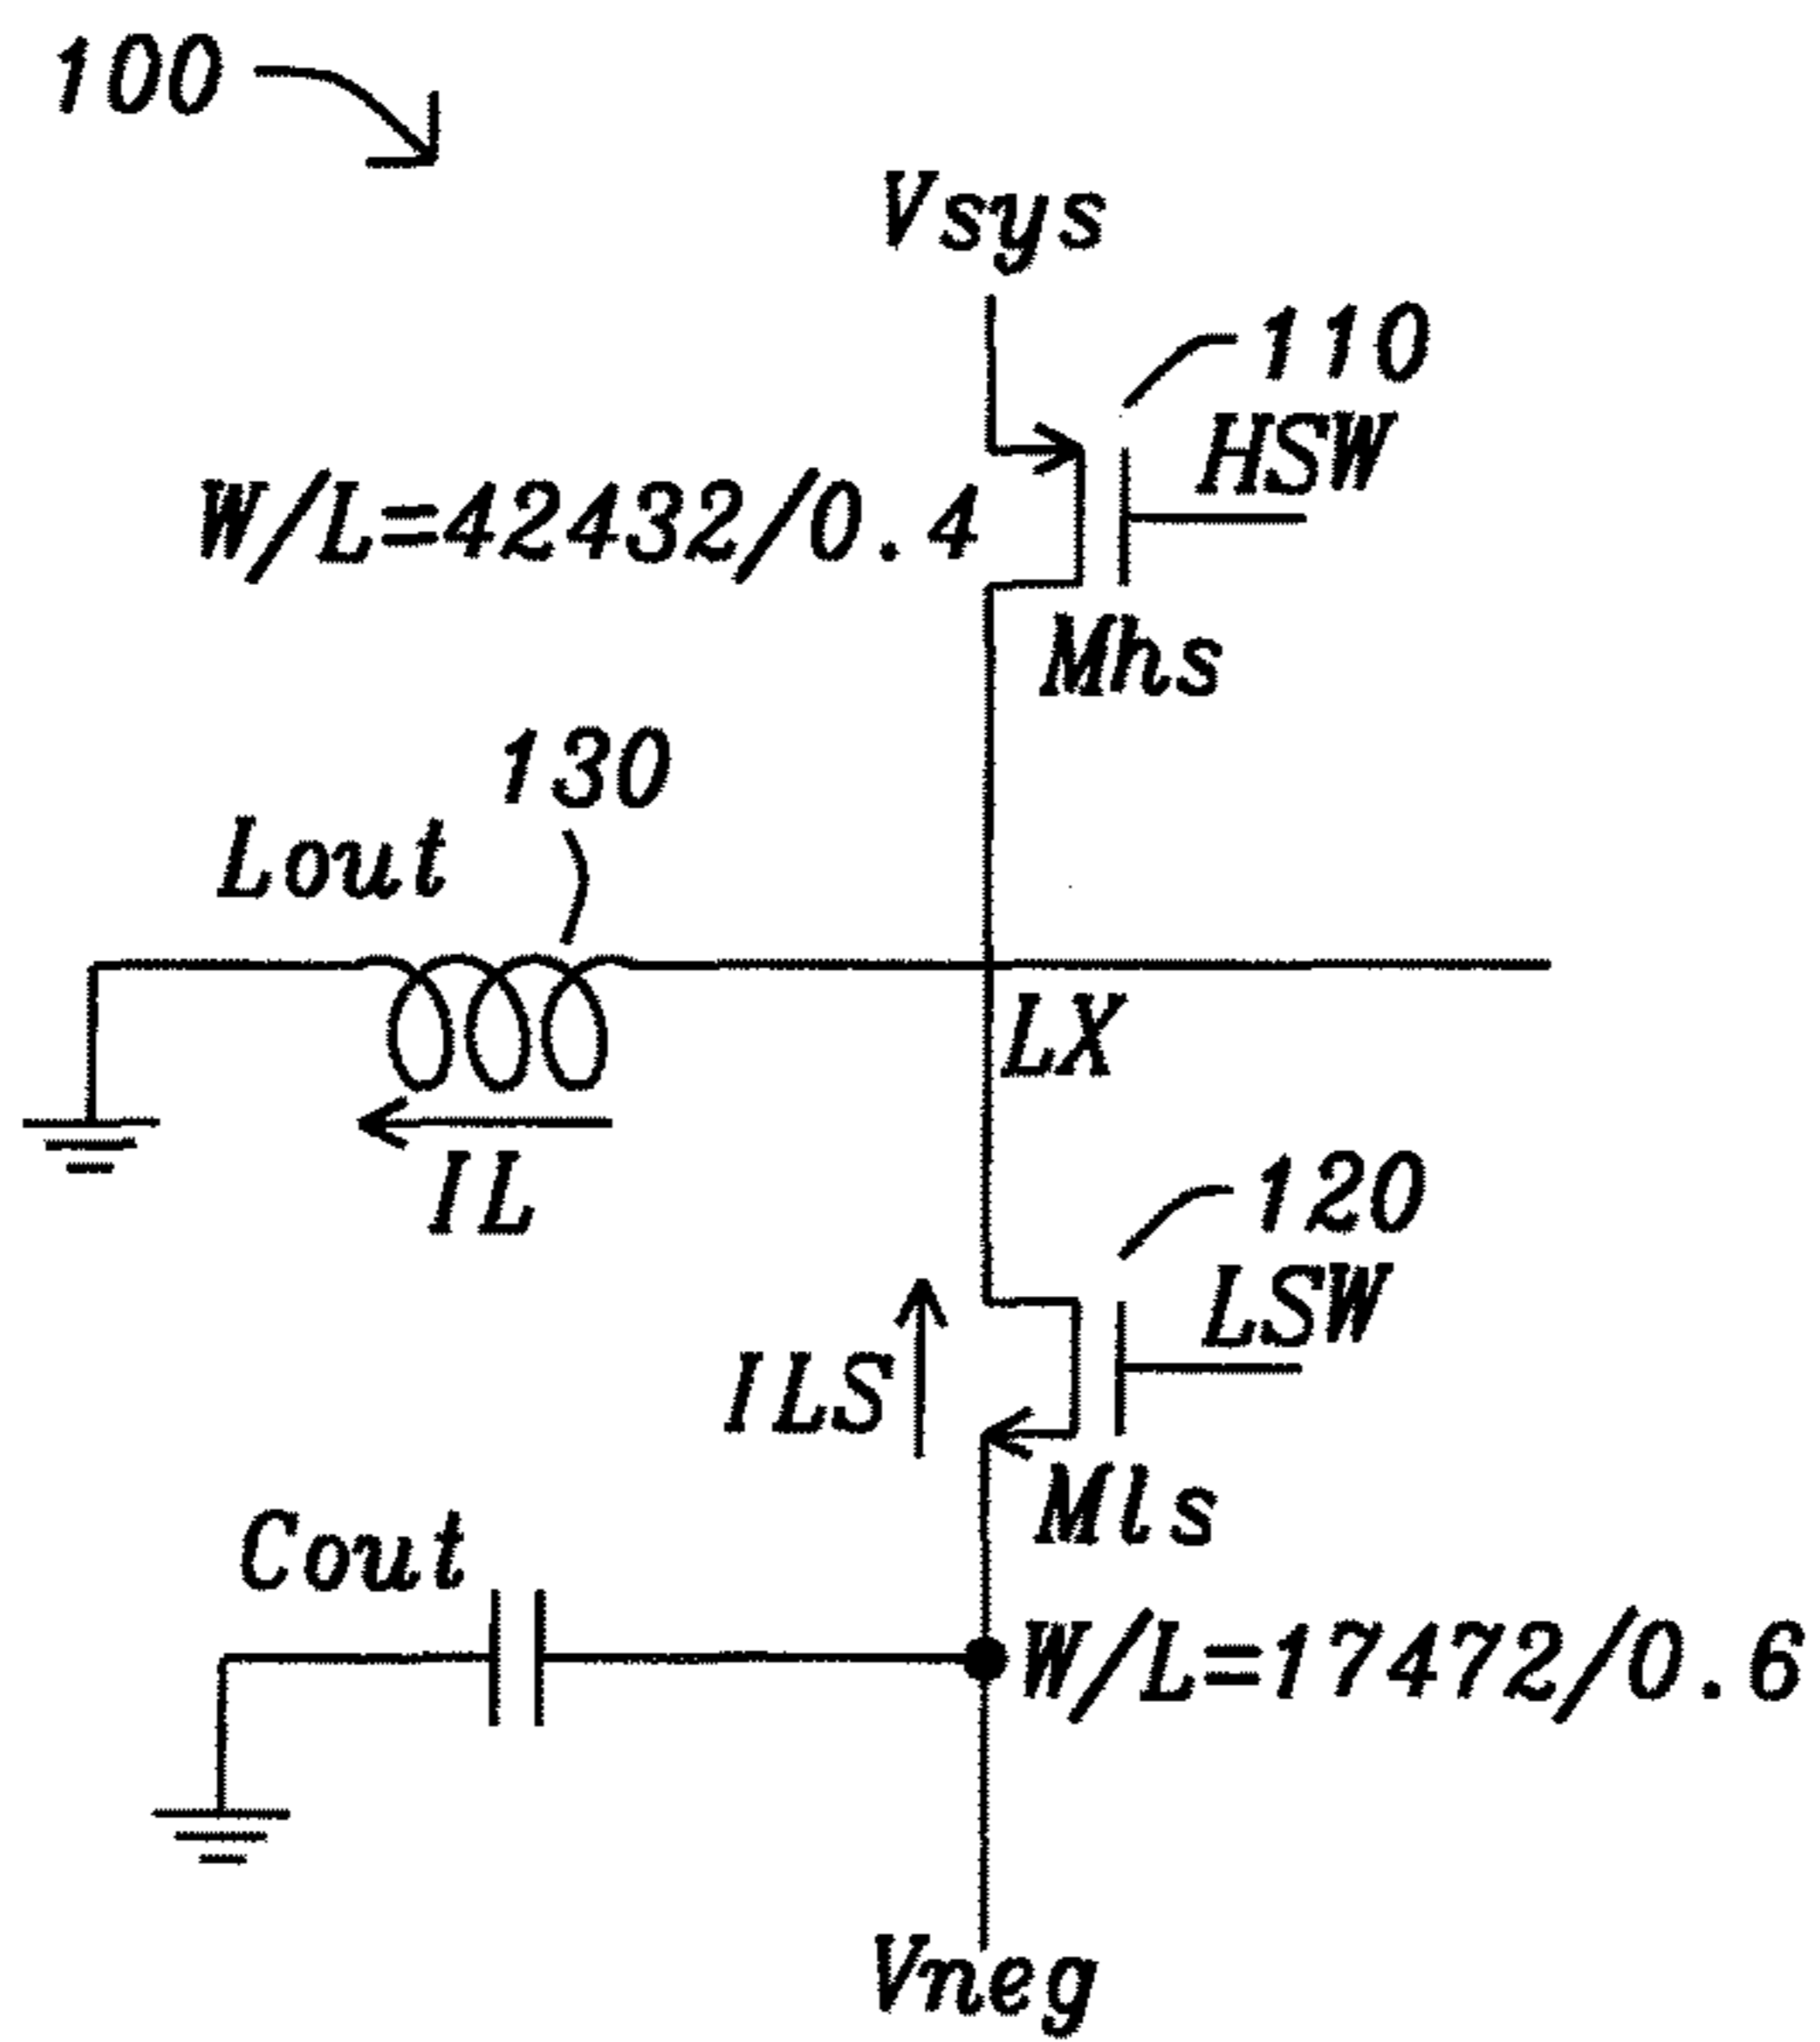 100
Vsys
110
HSW
W/L=42432/0.4
Mhs
130
Lout
LX
IL
120
LSW
ILS
Mls
Cout
W/L=17472/0.6
Vneg